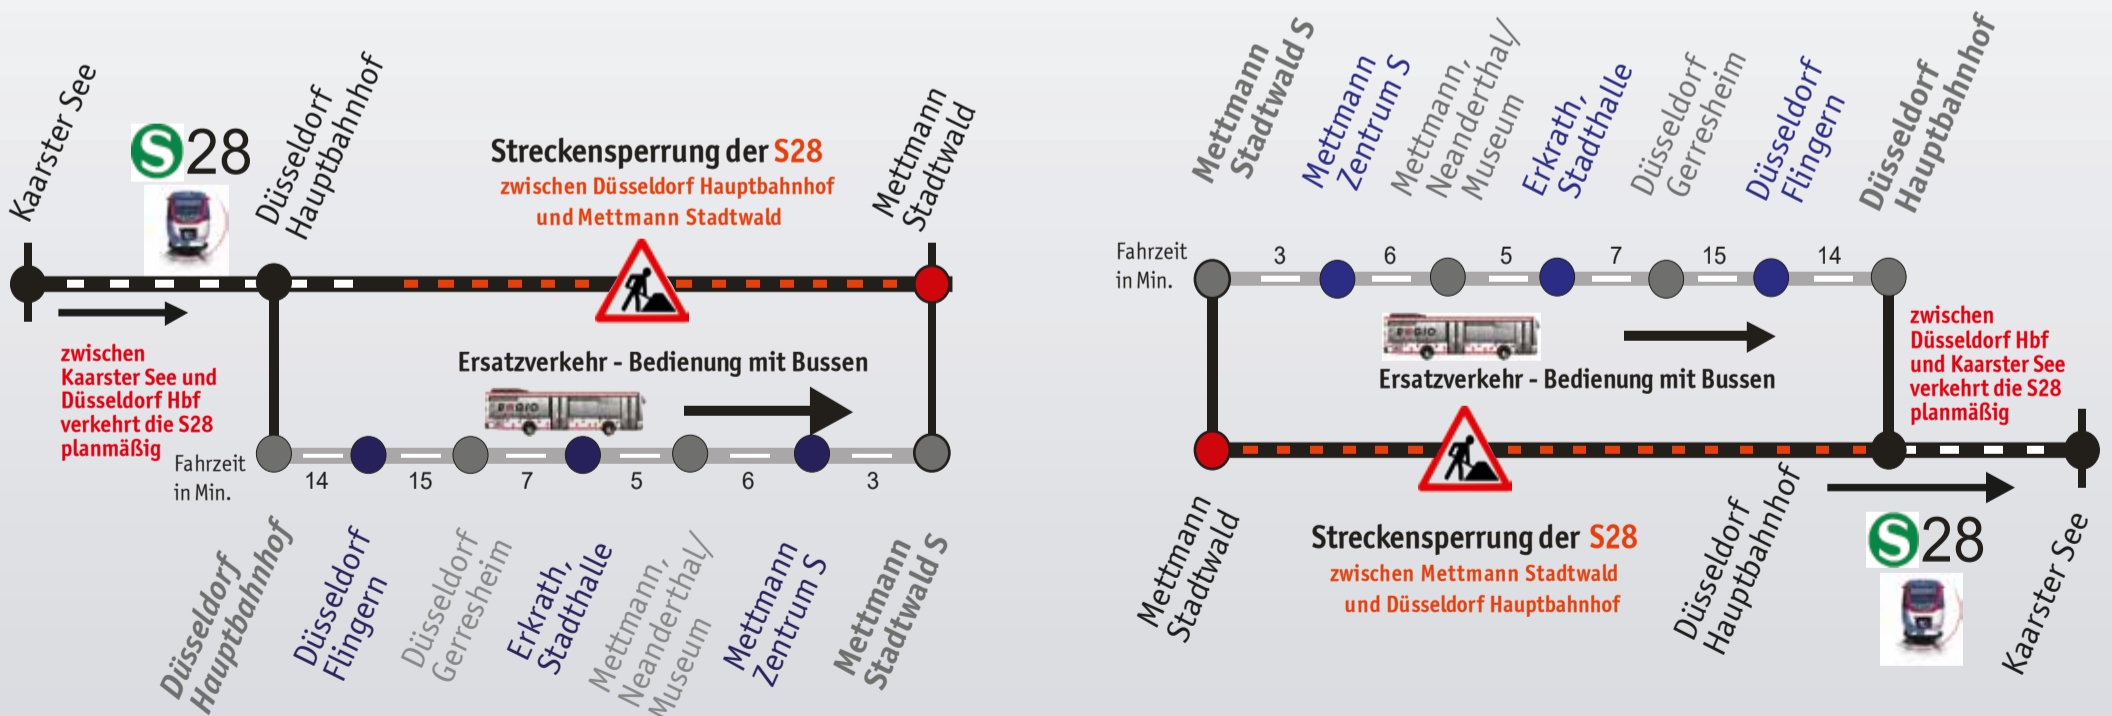 Kaarster See
S28
Düsseldorf
Hauptbahnhof
Streckensperrung der S28
zwischen Düsseldorf Hauptbahnhof
und Mettmann Stadtwald
Mettmann
Stadtwald
zwischen
Kaarster See und
Düsseldorf Hbf
verkehrt die S28
planmäßig
Ersatzverkehr - Bedienung mit Bussen
Fahrzeit
in Min.
14 15 7 5 6 3
Düsseldorf
Hauptbahnhof
Düsseldorf
Flingern
Düsseldorf
Gerresheim
Erkrath,
Stadthalle
Mettmann,
Neanderthal/
Museum
Mettmann
Zentrum S
Mettmann
Stadtwald S
Mettmann
Stadtwald S
Mettmann
Zentrum S
Mettmann,
Neanderthal/
Museum
Erkrath,
Stadthalle
Düsseldorf
Gerresheim
Düsseldorf
Flingern
Düsseldorf
Hauptbahnhof
Fahrzeit
in Min.
3 6 5 7 15 14
Ersatzverkehr - Bedienung mit Bussen
zwischen
Düsseldorf Hbf
und Kaarster See
verkehrt die S28
planmäßig
Mettmann
Stadtwald
Streckensperrung der S28
zwischen Mettmann Stadtwald
und Düsseldorf Hauptbahnhof
Düsseldorf
Hauptbahnhof
S28
Kaarster See